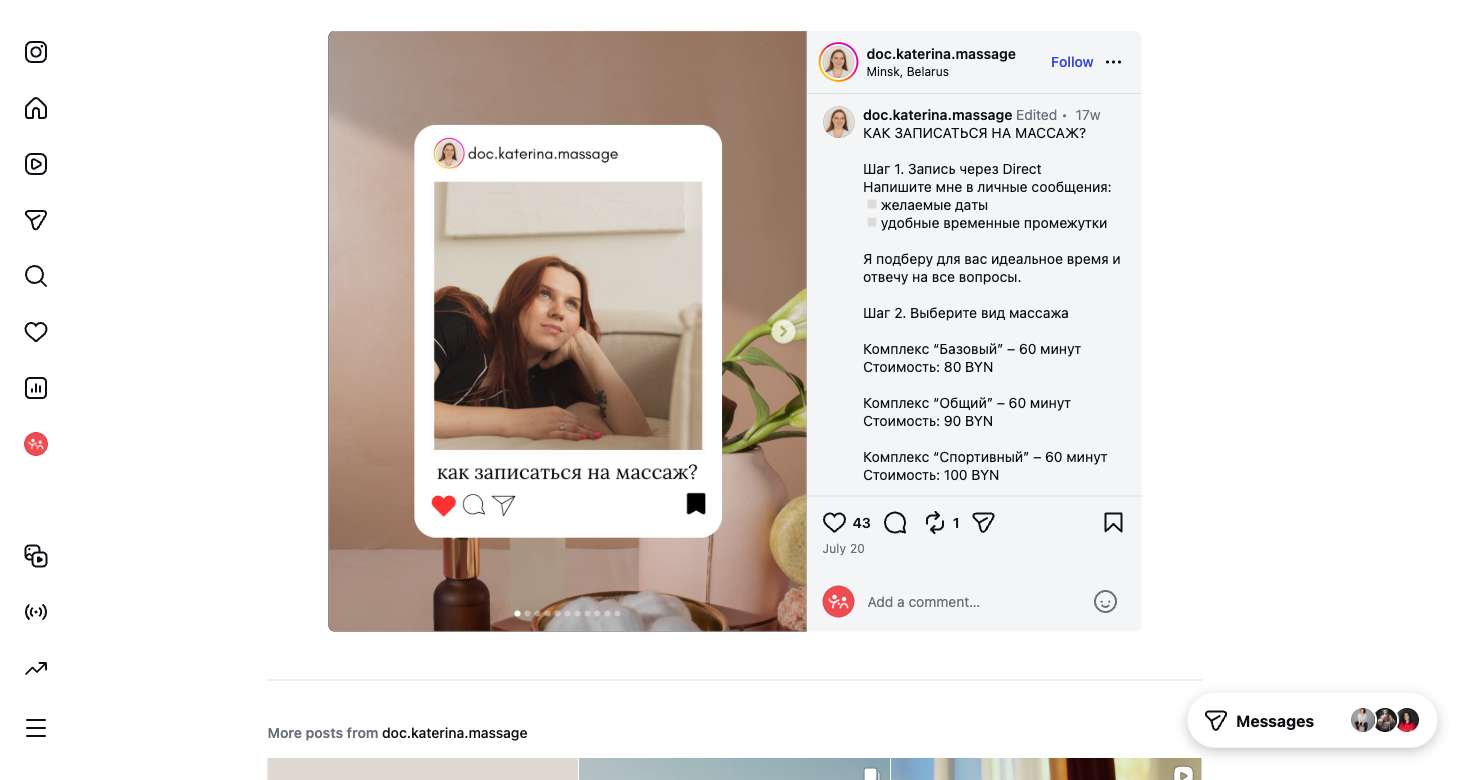 doc.katerina.massage
как записаться на массаж?
doc.katerina.massage
Minsk, Belarus
Follow
doc.katerina.massage Edited • 17w
КАК ЗАПИСАТЬСЯ НА МАССАЖ?
Шаг 1. Запись через Direct
Напишите мне в личные сообщения:
желаемые даты
удобные временные промежутки
Я подберу для вас идеальное время и
отвечу на все вопросы.
Шаг 2. Выберите вид массажа
Комплекс “Базовый” – 60 минут
Стоимость: 80 BYN
Комплекс “Общий” – 60 минут
Стоимость: 90 BYN
Комплекс “Спортивный” – 60 минут
Стоимость: 100 BYN
43 1
July 20
Add a comment...
More posts from doc.katerina.massage
Messages